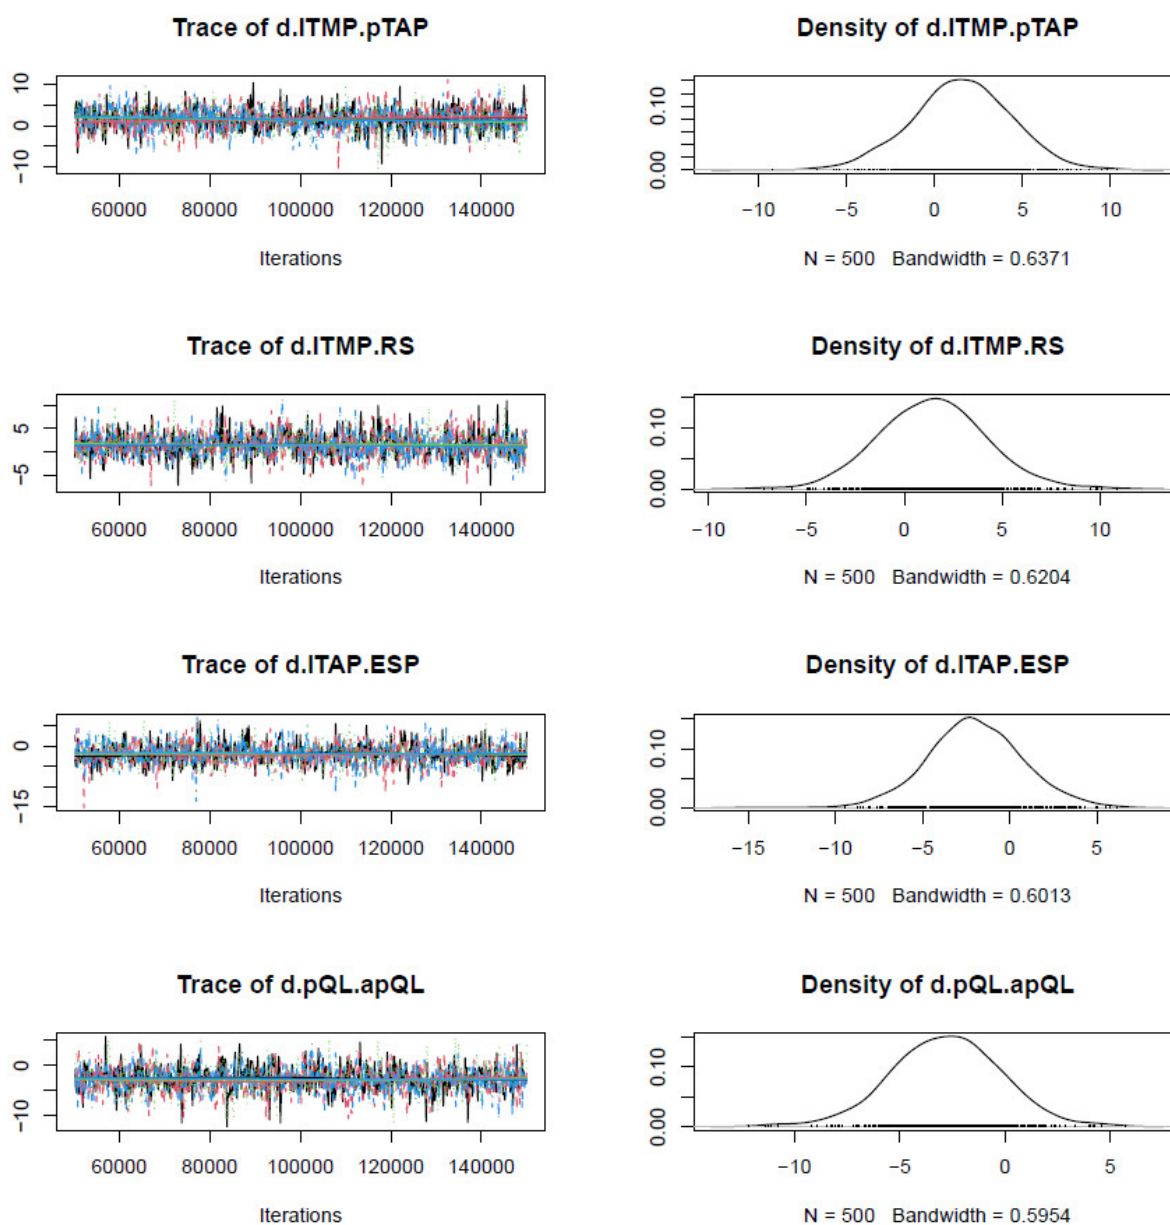 Trace of d.ITMP.pTAP
10
0
−10
60000 80000 100000 120000 140000
Iterations
Density of d.ITMP.pTAP
0.10
0.00
−10 −5 0 5 10
N = 500 Bandwidth = 0.6371
Trace of d.ITMP.RS
5
−5
60000 80000 100000 120000 140000
Iterations
Density of d.ITMP.RS
0.10
0.00
−10 −5 0 5 10
N = 500 Bandwidth = 0.6204
Trace of d.ITAP.ESP
0
−15
60000 80000 100000 120000 140000
Iterations
Density of d.ITAP.ESP
0.10
0.00
−15 −10 −5 0 5
N = 500 Bandwidth = 0.6013
Trace of d.pQL.apQL
0
−10
60000 80000 100000 120000 140000
Iterations
Density of d.pQL.apQL
0.10
0.00
−10 −5 0 5
N = 500 Bandwidth = 0.5954